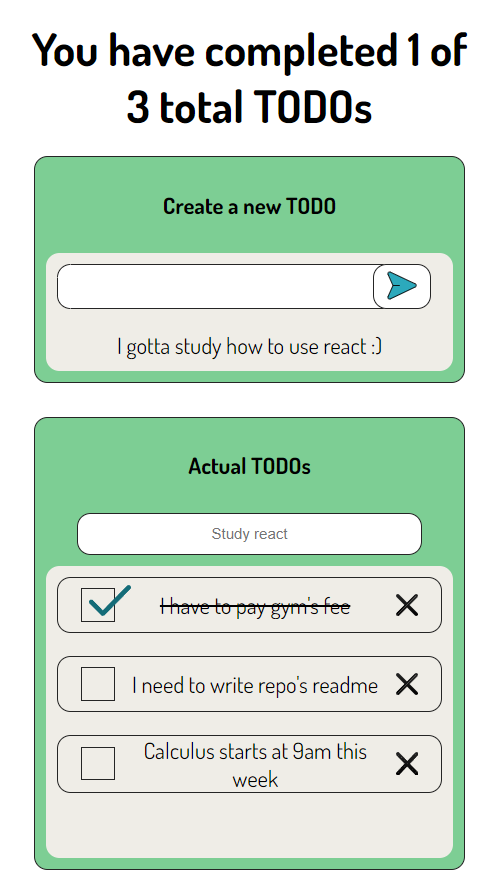 You have completed 1 of
3 total TODOs
Create a new TODO
I gotta study how to use react :)
Actual TODOs
Study react
I have to pay gym's fee
I need to write repo's readme
Calculus starts at 9am this
week